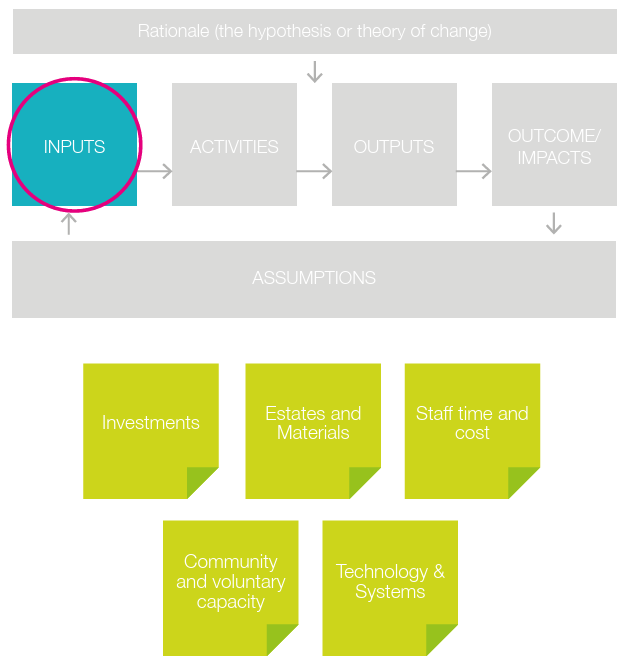 Rationale (the hypothesis or theory of change)
INPUTS
ACTIVITIES
OUTPUTS
OUTCOME/
IMPACTS
ASSUMPTIONS
Investments
Estates and
Materials
Staff time and
cost
Community
and voluntary
capacity
Technology &
Systems